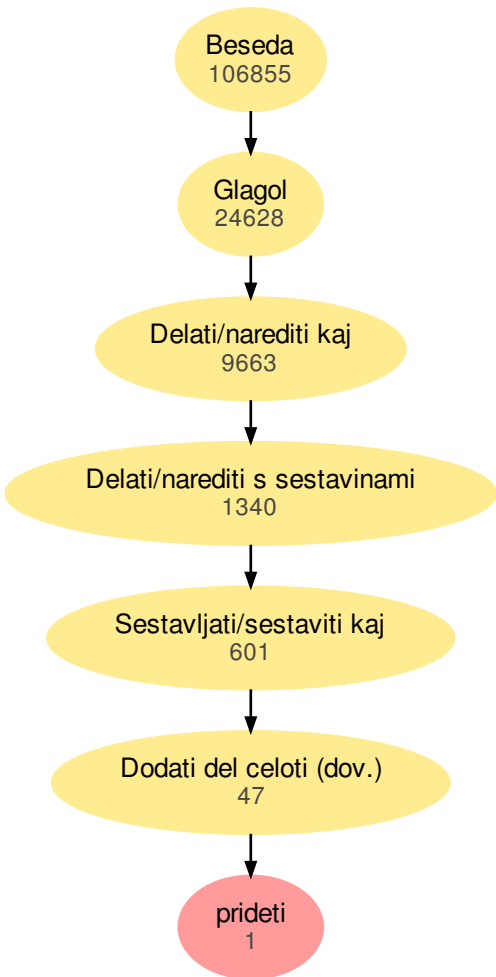 Beseda
106855
Glagol
24628
Delati/narediti kaj
9663
Delati/narediti s sestavinami
1340
Sestavljati/sestaviti kaj
601
Dodati del celoti (dov.)
47
prideti
1